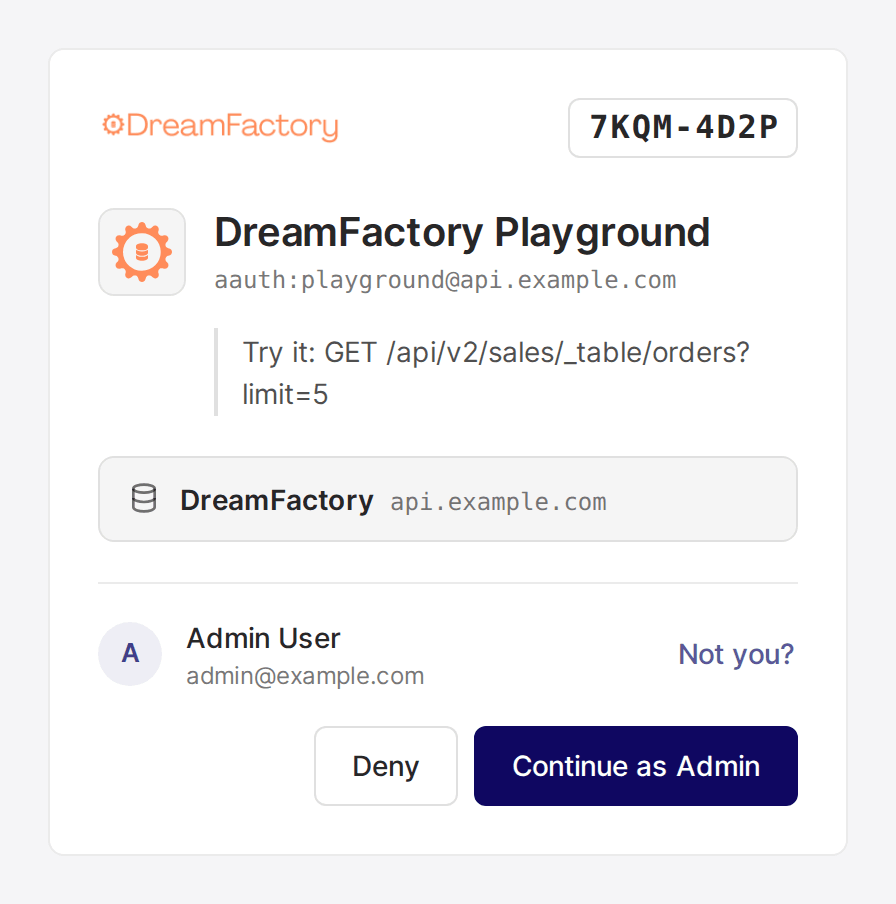 DreamFactory
7KQM-4D2P
DreamFactory Playground
aauth:playground@api.example.com
Try it: GET /api/v2/sales/_table/orders?
limit=5
DreamFactory api.example.com
A
Admin User
admin@example.com
Not you?
Deny
Continue as Admin